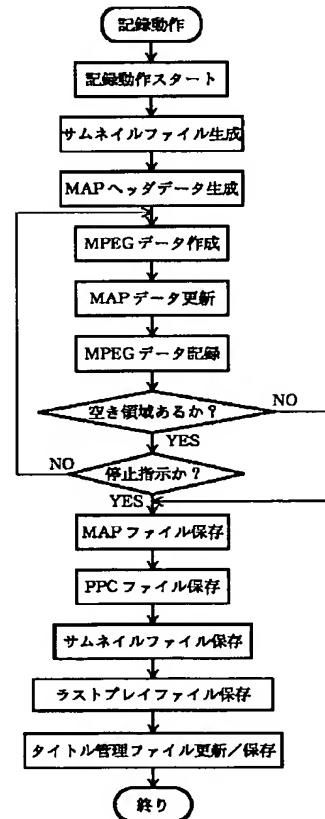 記録動作
記録動作スタート
サムネイルファイル生成
MAPヘッダデータ生成
MPEGデータ作成
MAPデータ更新
MPEGデータ記録
空き領域あるか?
NO
YES
NO
停止指示か?
YES
MAPファイル保存
PPCファイル保存
サムネイルファイル保存
ラストプレイファイル保存
タイトル管理ファイル更新/保存
終り